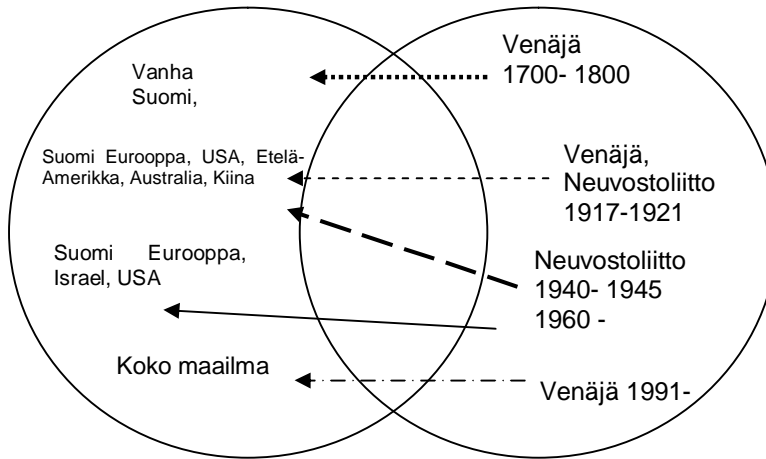 Vanha
Suomi,
Suomi Eurooppa, USA, Etelä-
Amerikka, Australia, Kiina
Suomi Eurooppa,
Israel, USA
Koko maailma
Venäjä
1700- 1800
Venäjä,
Neuvostoliitto
1917-1921
Neuvostoliitto
1940- 1945
1960 -
Venäjä 1991-